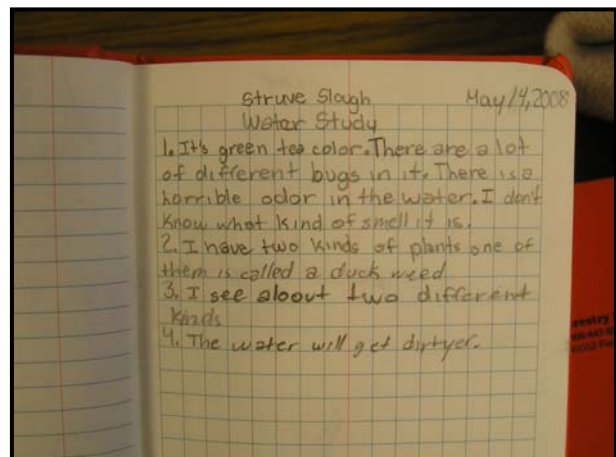 Struve Slough May 14, 2008
Water Study
1. It's green tea color. There are a lot
of different bugs in it. There is a
horrible odor in the water. I don't
know what kind of smell it is.
2. I have two kinds of plants one of
them is called a duck weed
3. I see aloout two different
kinds
4. The water will get dirtyer.